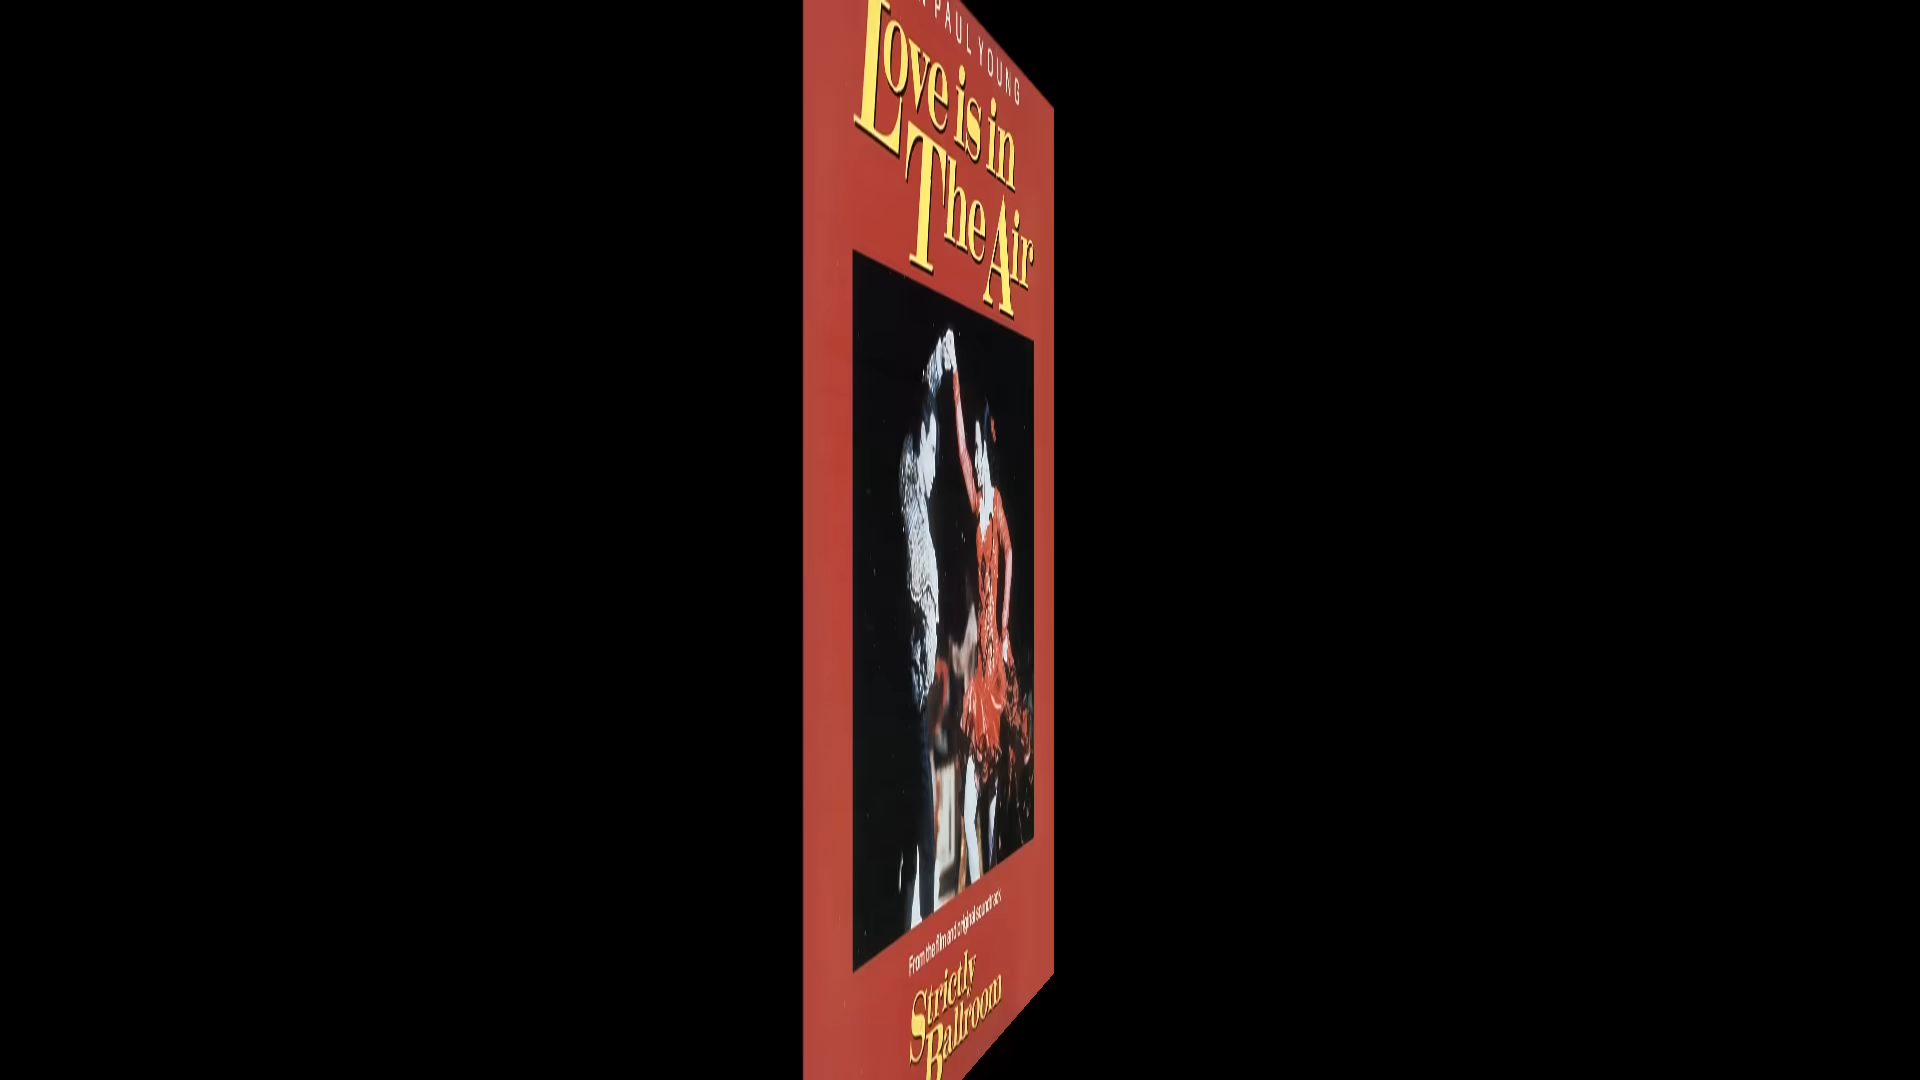 PAUL YOUNG
Love is in
The Air
From the film and original soundtrack
Strictly
Ballroom